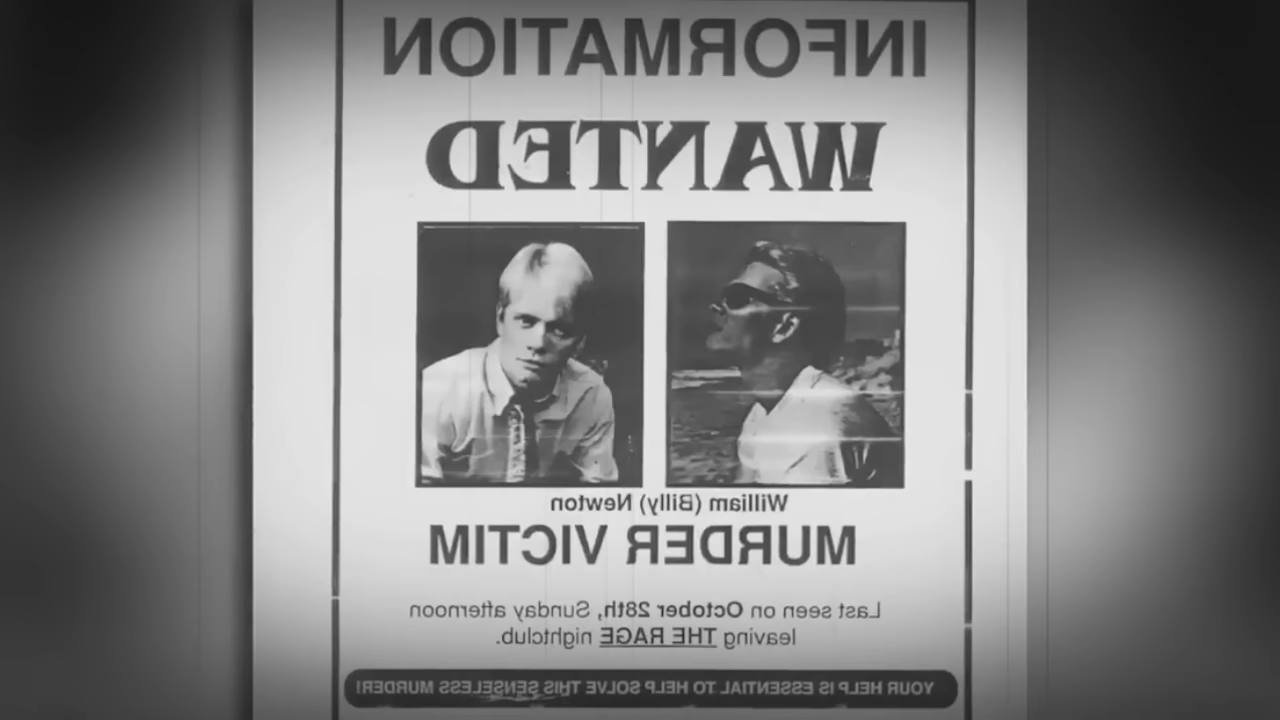 INFORMATION
WANTED
William (Billy) Newton
MURDER VICTIM
Last seen on October 28th, Sunday afternoon
leaving THE RAGE nightclub.
YOUR HELP IS ESSENTIAL TO HELP SOLVE THIS SENSELESS MURDER!